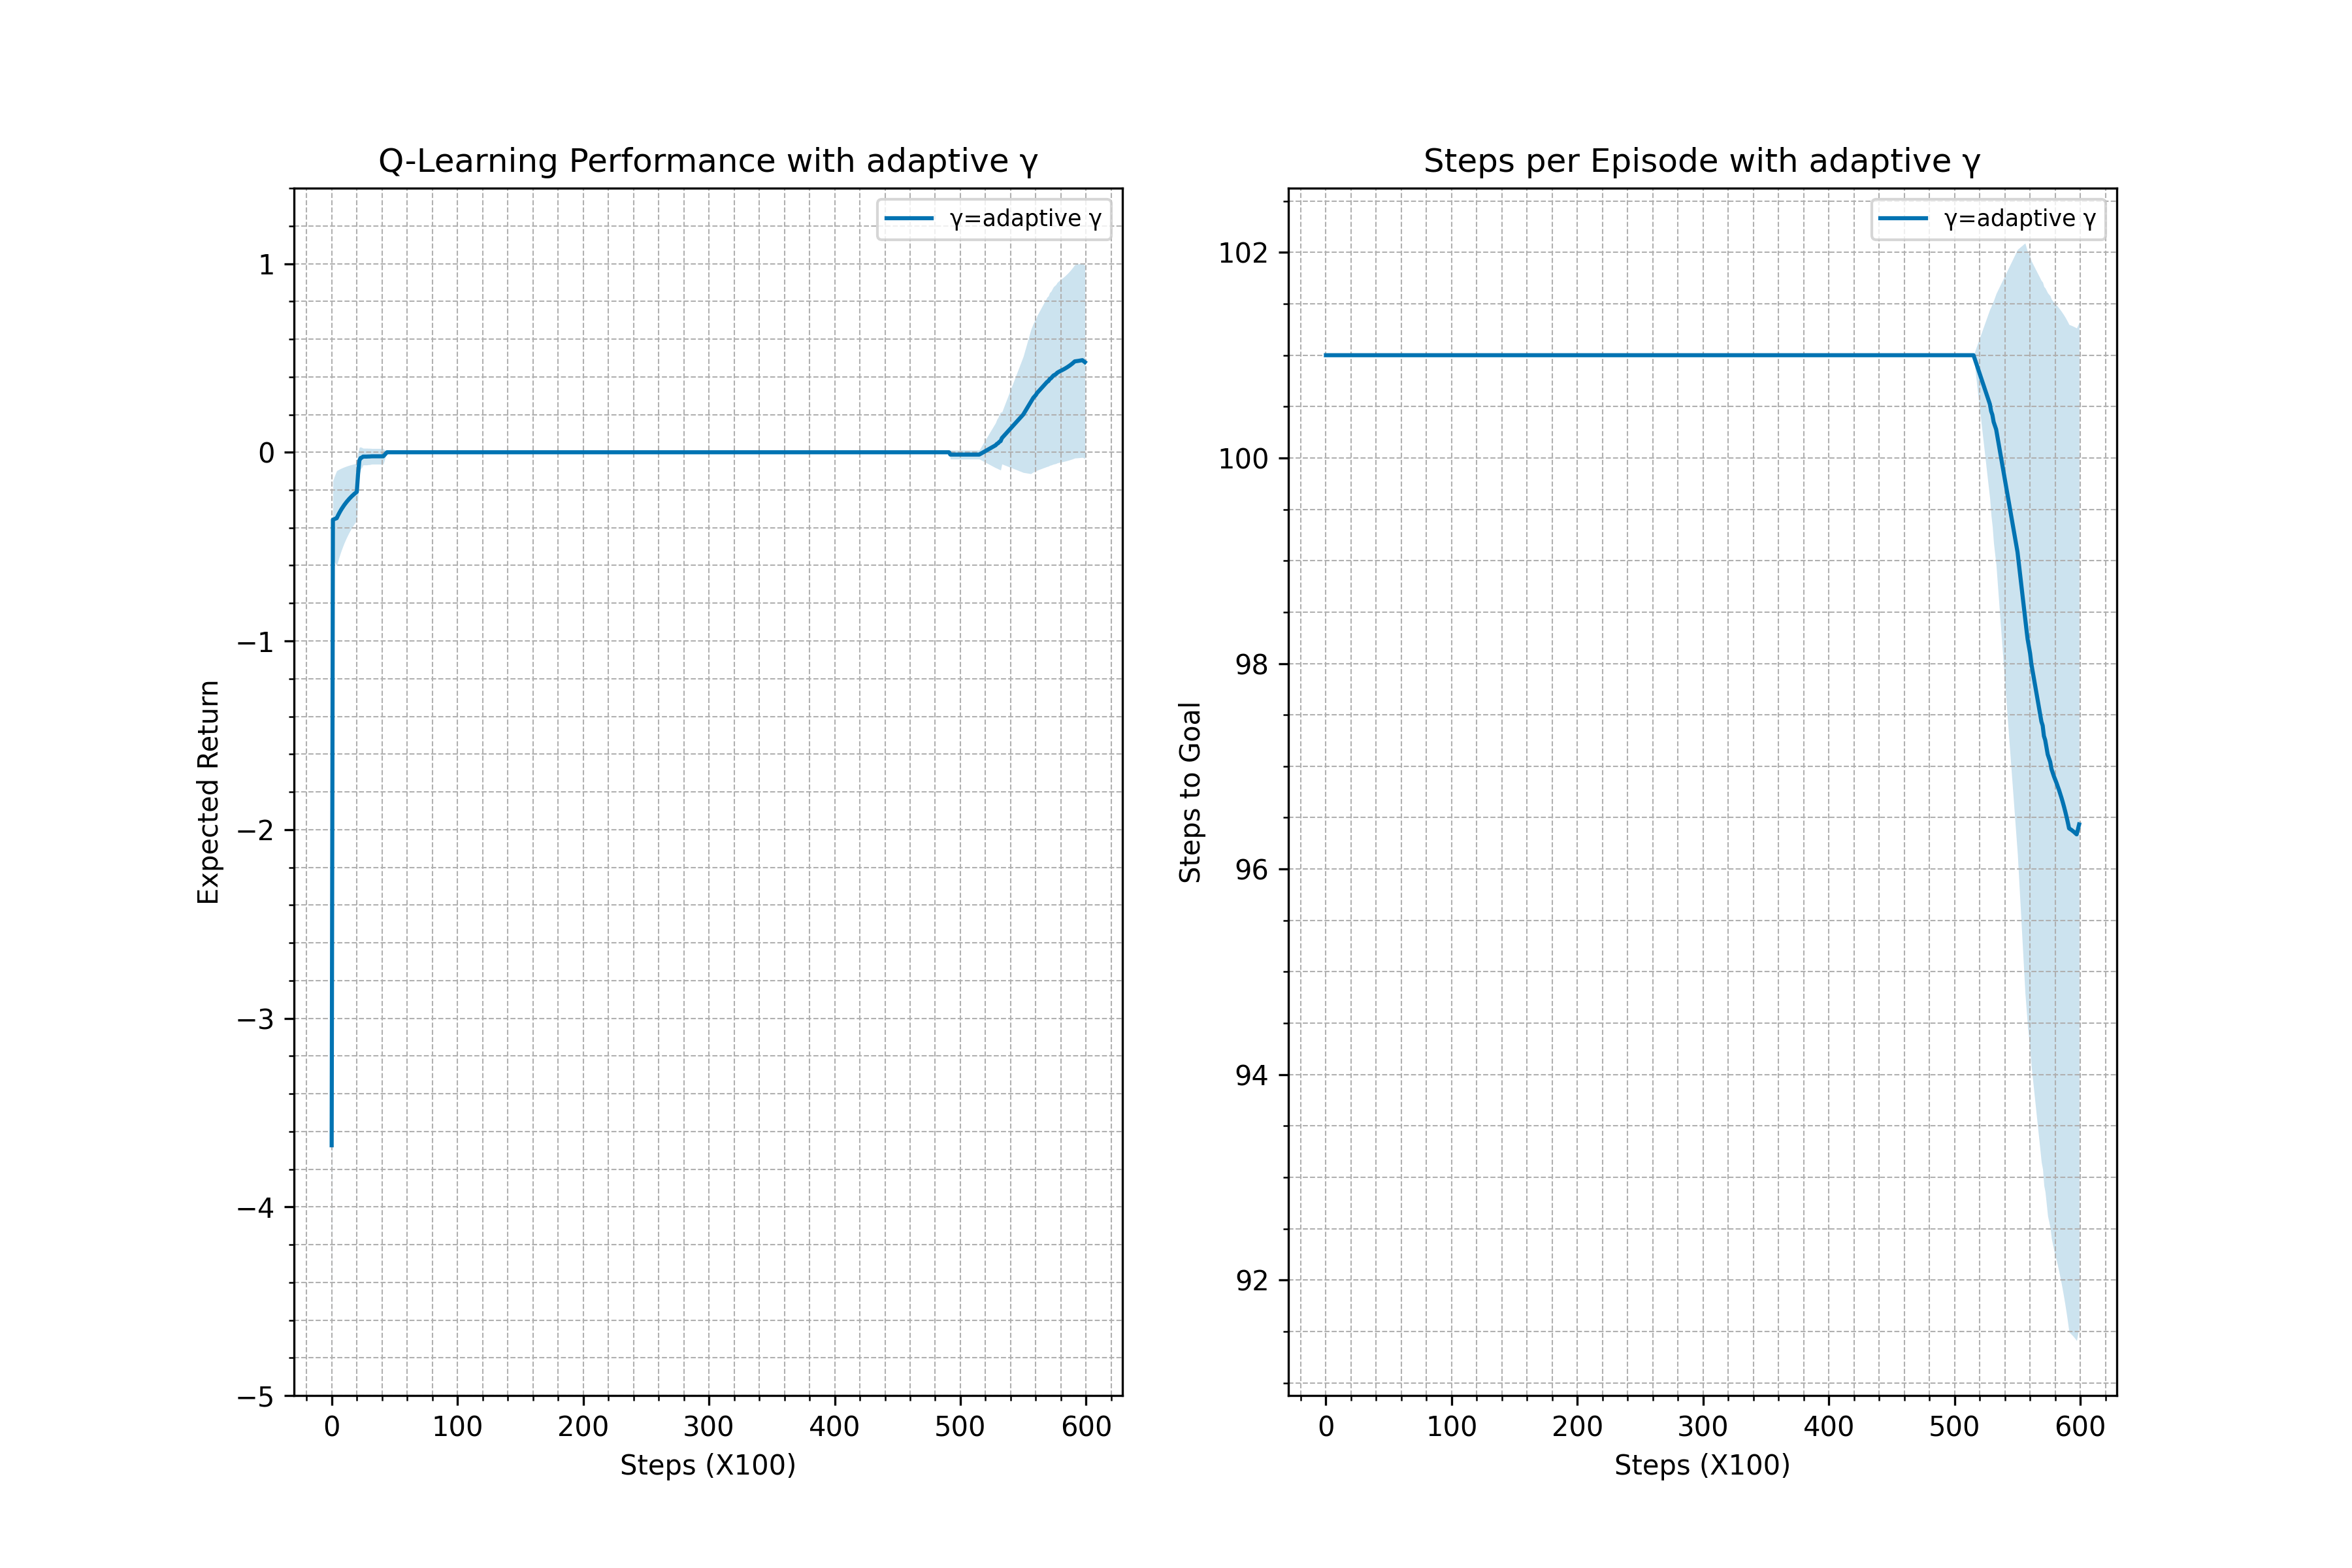 Q-Learning Performance with adaptive γ
γ=adaptive γ
Expected Return
1
0
−1
−2
−3
−4
−5
0 100 200 300 400 500 600
Steps (X100)
Steps per Episode with adaptive γ
γ=adaptive γ
Steps to Goal
102
100
98
96
94
92
0 100 200 300 400 500 600
Steps (X100)